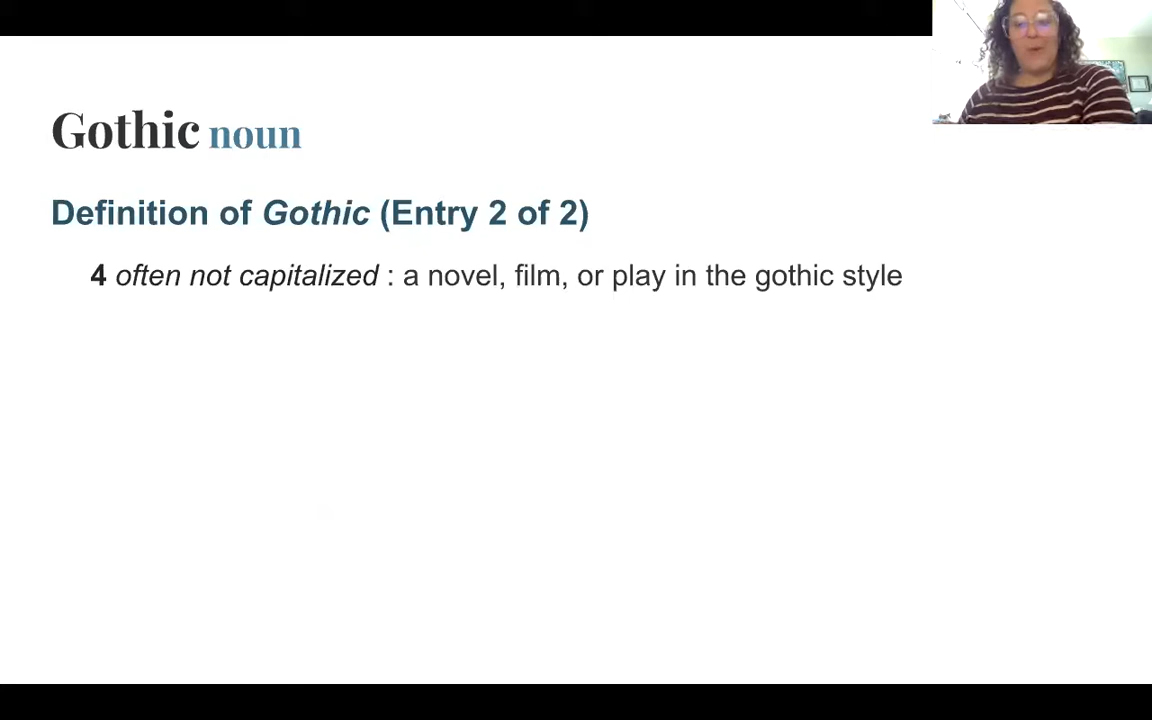 Gothic noun
Definition of Gothic (Entry 2 of 2)
4 often not capitalized : a novel, film, or play in the gothic style